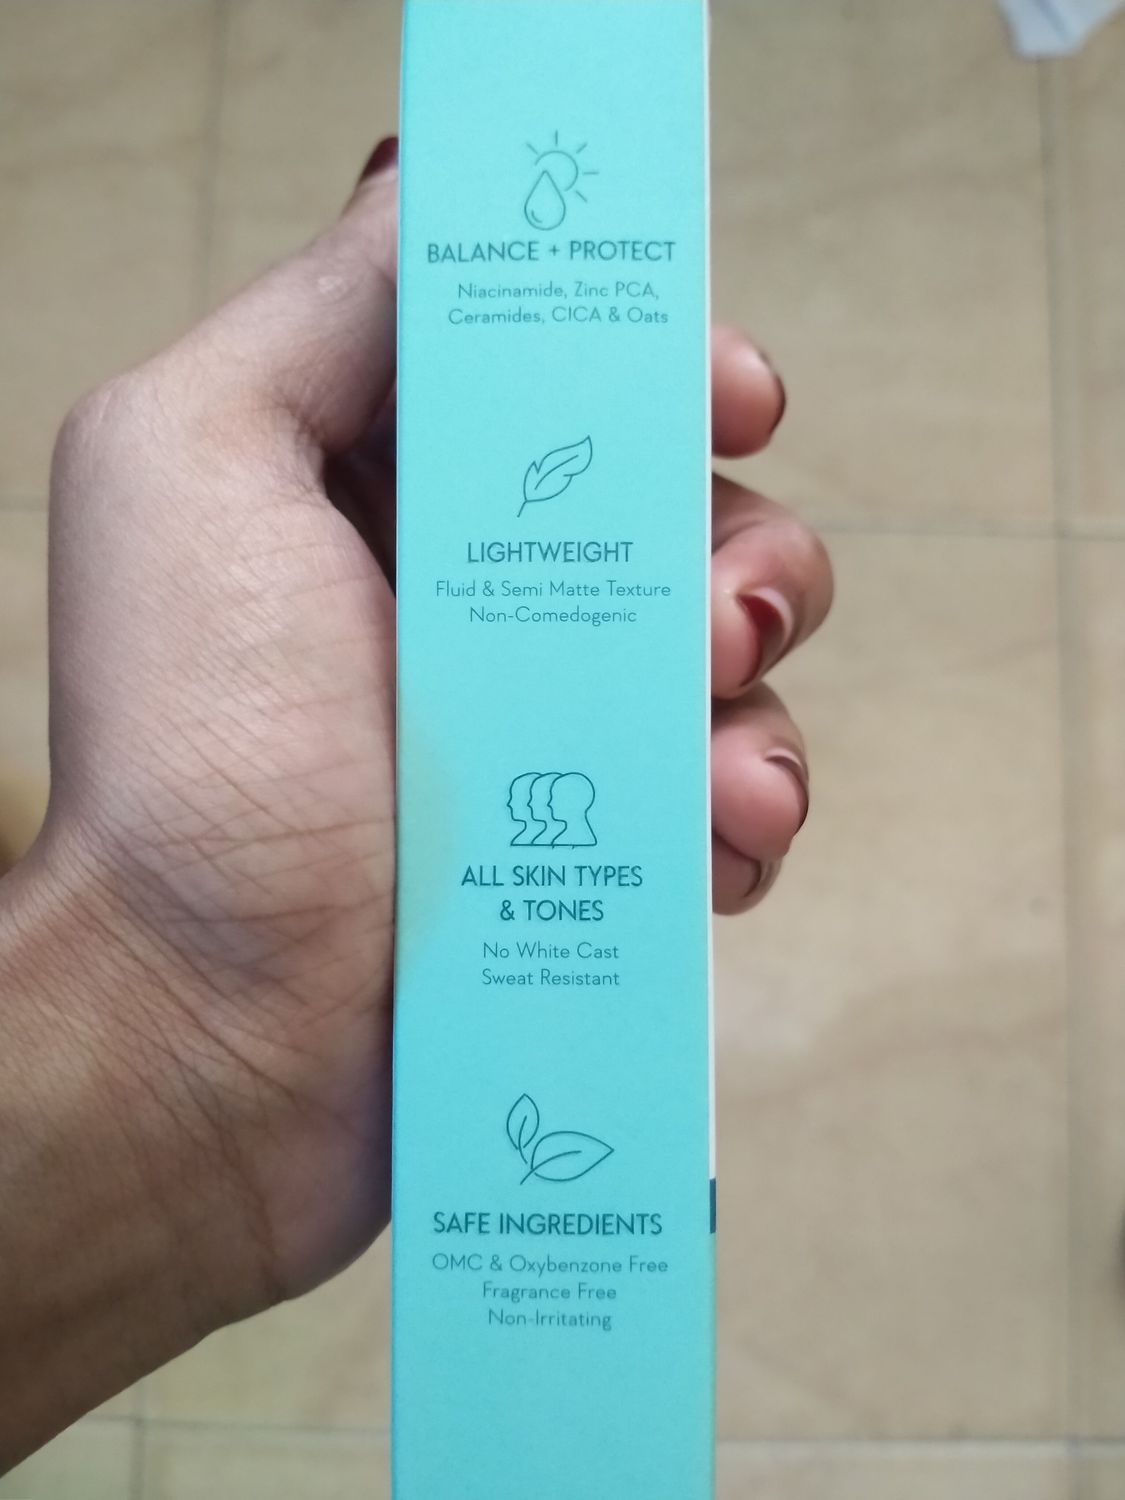 BALANCE + PROTECT
Niacinamide, Zinc PCA,
Ceramides, CICA & Oats
LIGHTWEIGHT
Fluid & Semi Matte Texture
Non-Comedogenic
ALL SKIN TYPES
& TONES
No White Cast
Sweat Resistant
SAFE INGREDIENTS
OMC & Oxybenzone Free
Fragrance Free
Non-Irritating